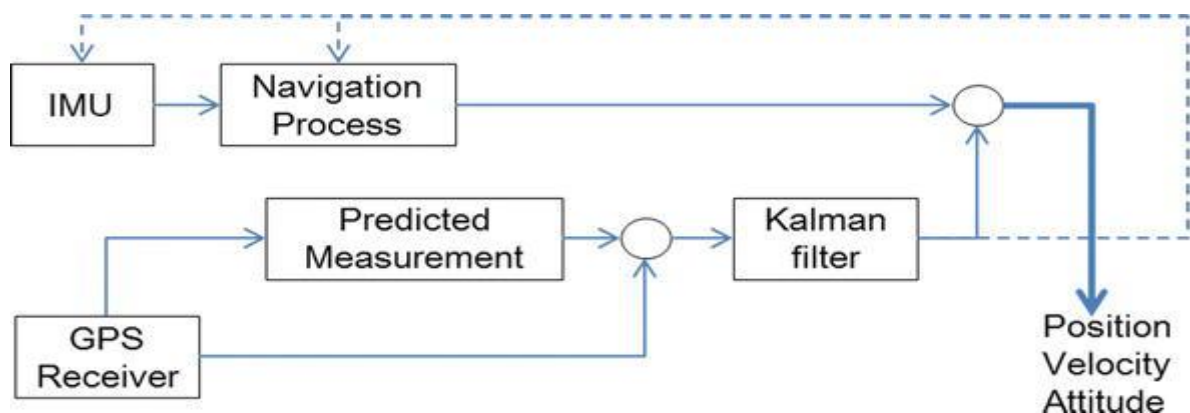 IMU
Navigation
Process
Predicted
Measurement
Kalman
filter
GPS
Receiver
Position
Velocity
Attitude